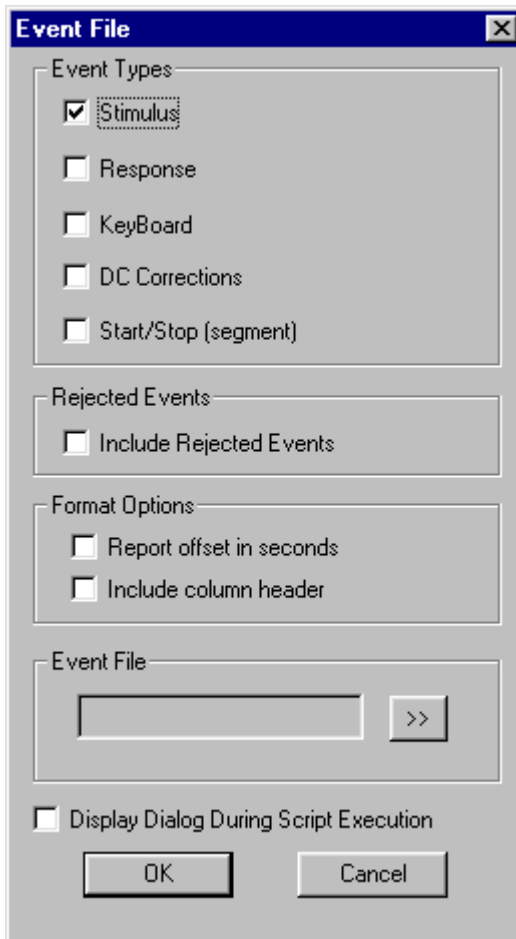 Event File
Event Types
Stimulus
Response
KeyBoard
DC Corrections
Start/Stop (segment)
Rejected Events
Include Rejected Events
Format Options
Report offset in seconds
Include column header
Event File
>>
Display Dialog During Script Execution
OK Cancel